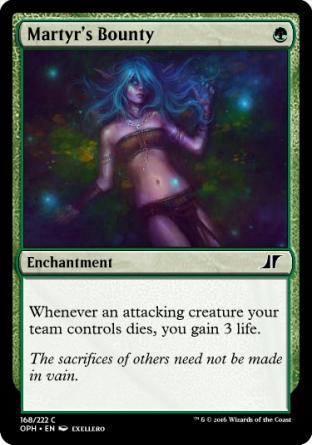 Martyr's Bounty
Enchantment
Whenever an attacking creature your
team controls dies, you gain 3 life.
The sacrifices of others need not be made
in vain.
168/222 C
OPH • EN EXELLERO
™ & © 2016 Wizards of the Coast